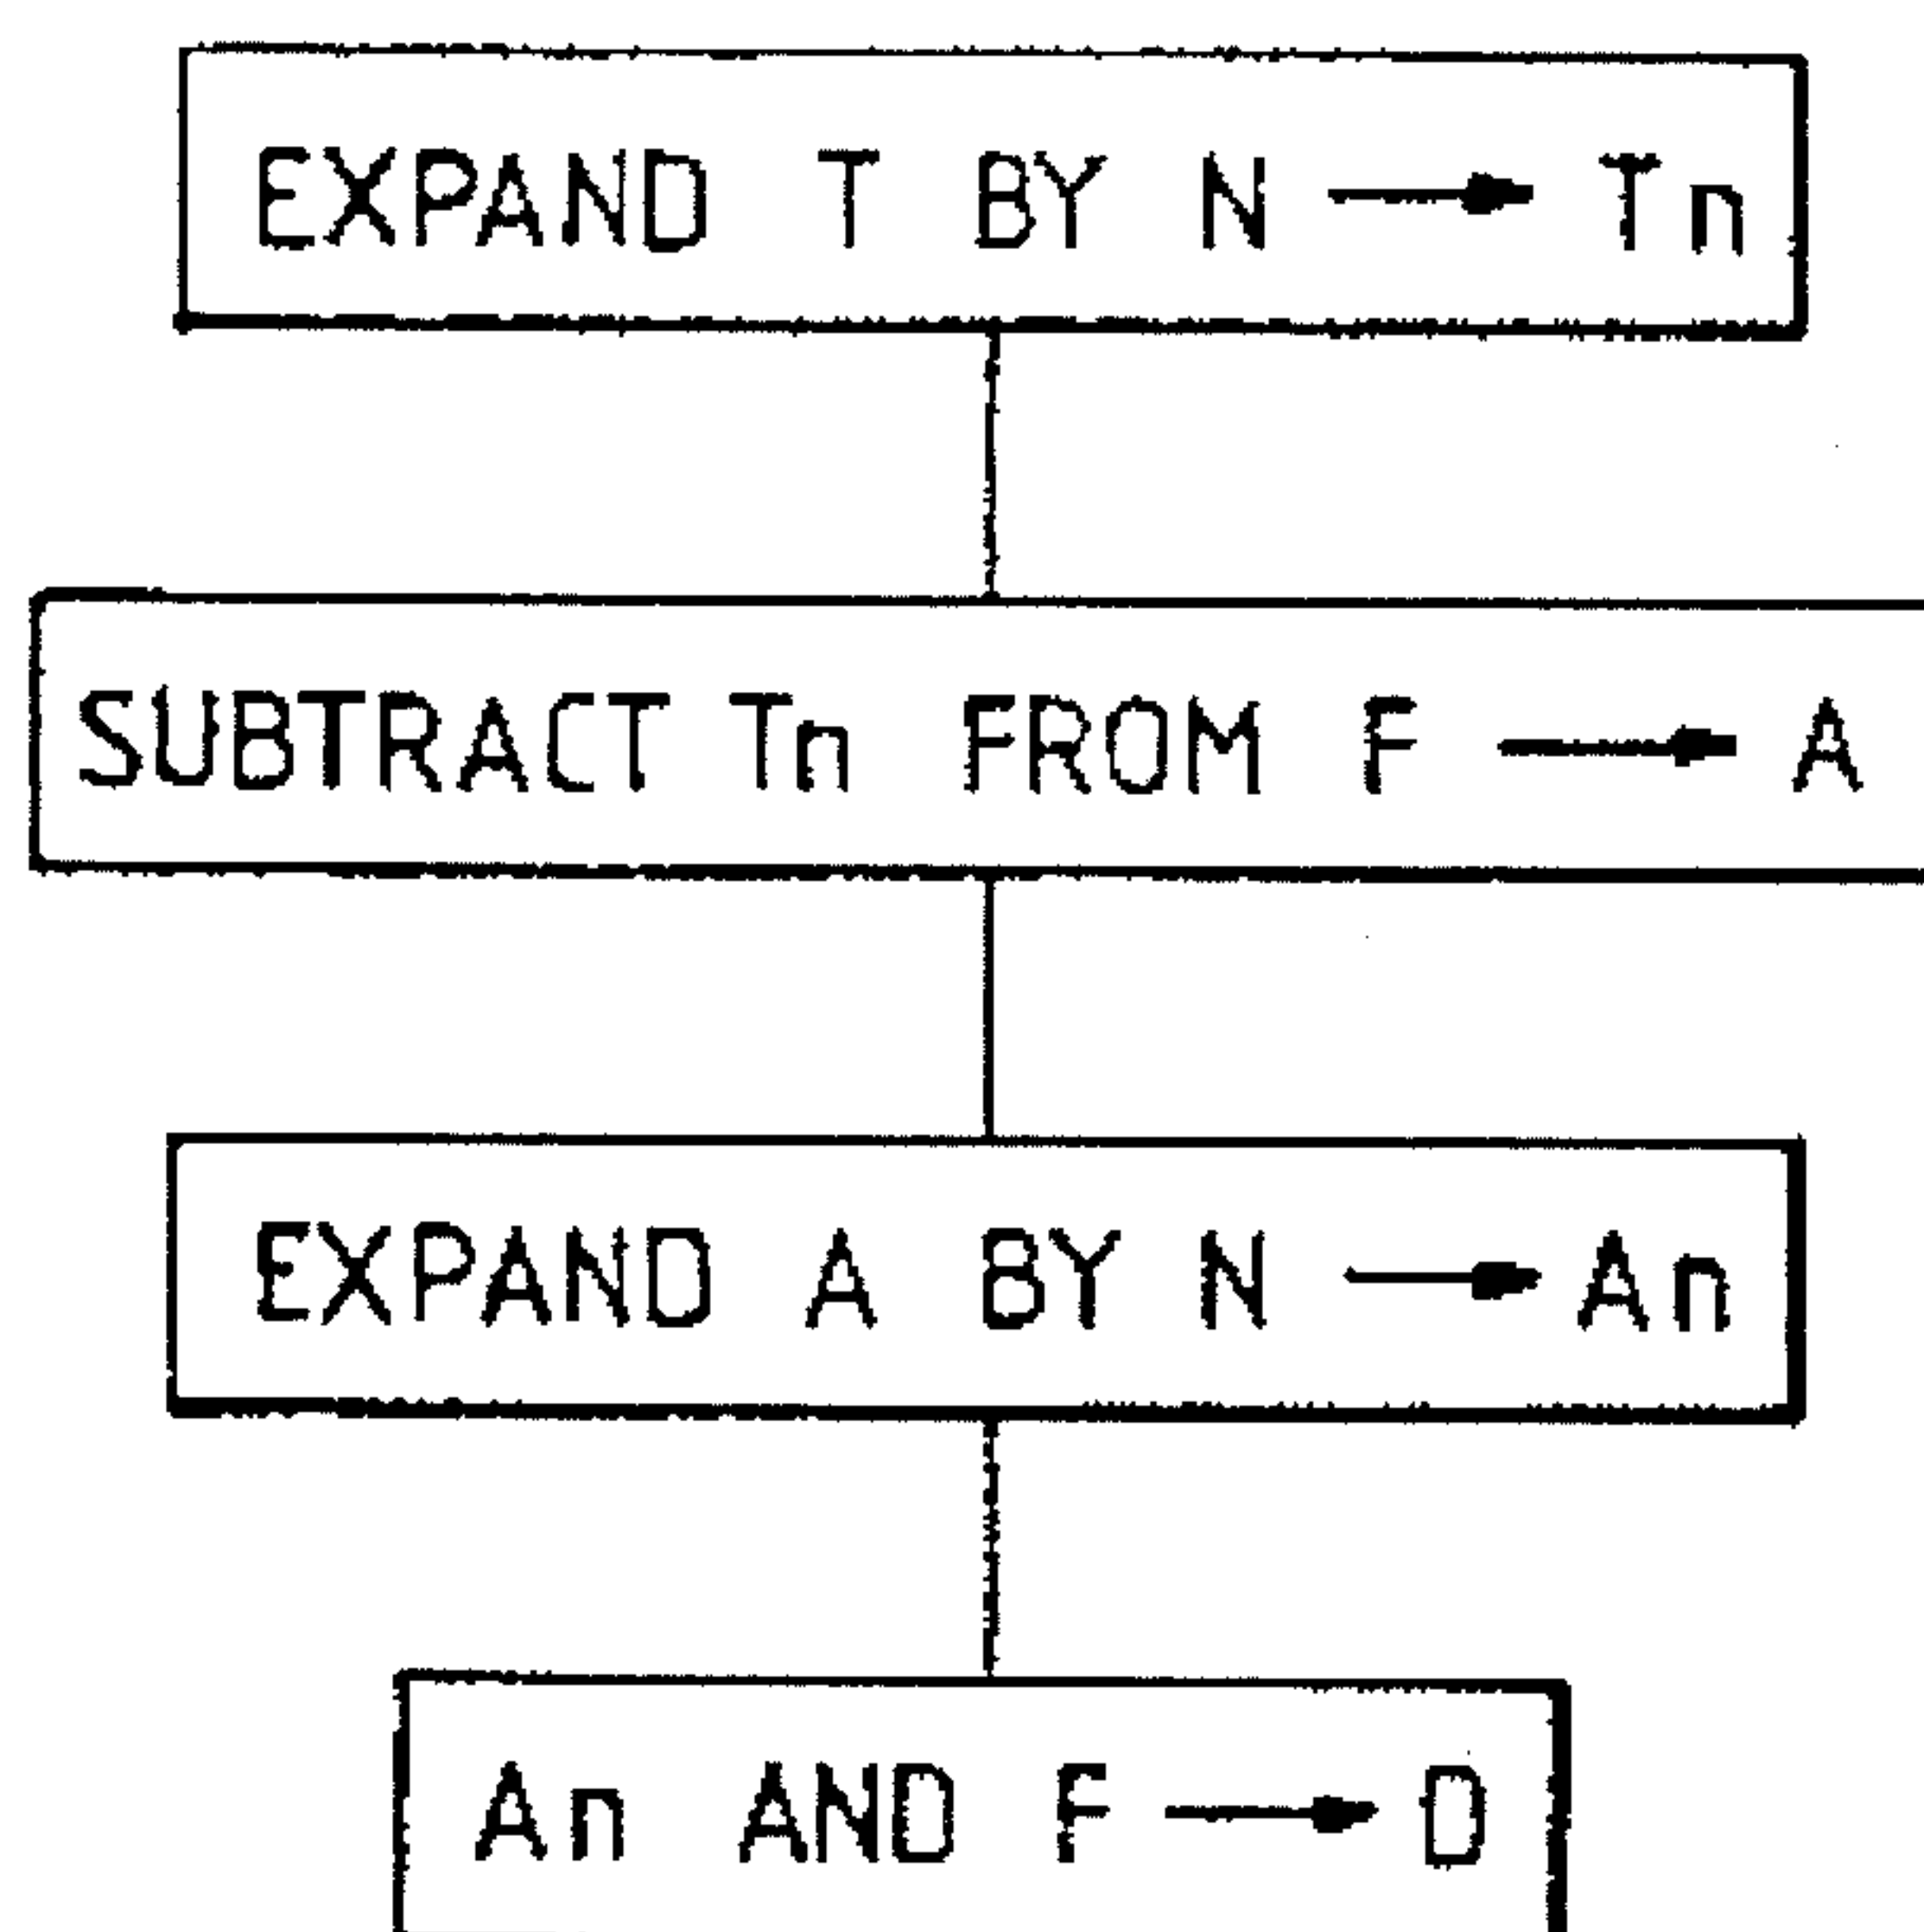 EXPAND T BY N → Tn
SUBTRACT Tn FROM F → A
EXPAND A BY N → An
An AND F → O